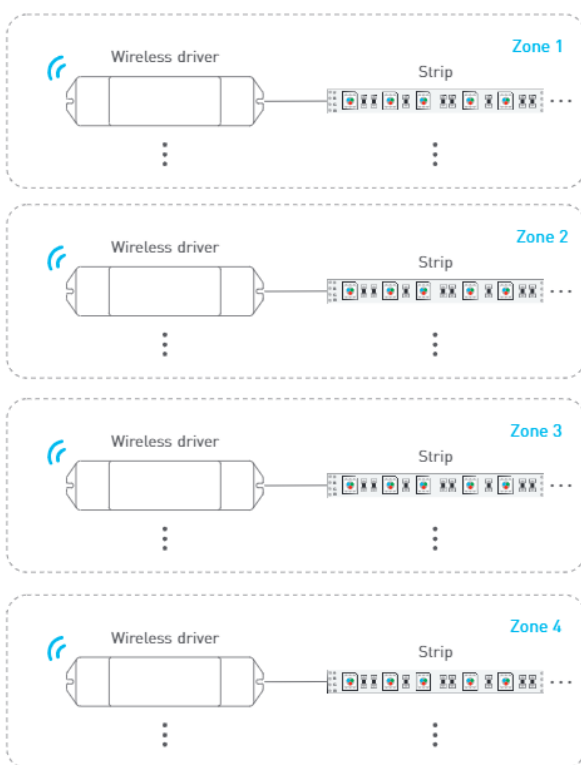 Zone 1
Wireless driver
Strip
Zone 2
Wireless driver
Strip
Zone 3
Wireless driver
Strip
Zone 4
Wireless driver
Strip